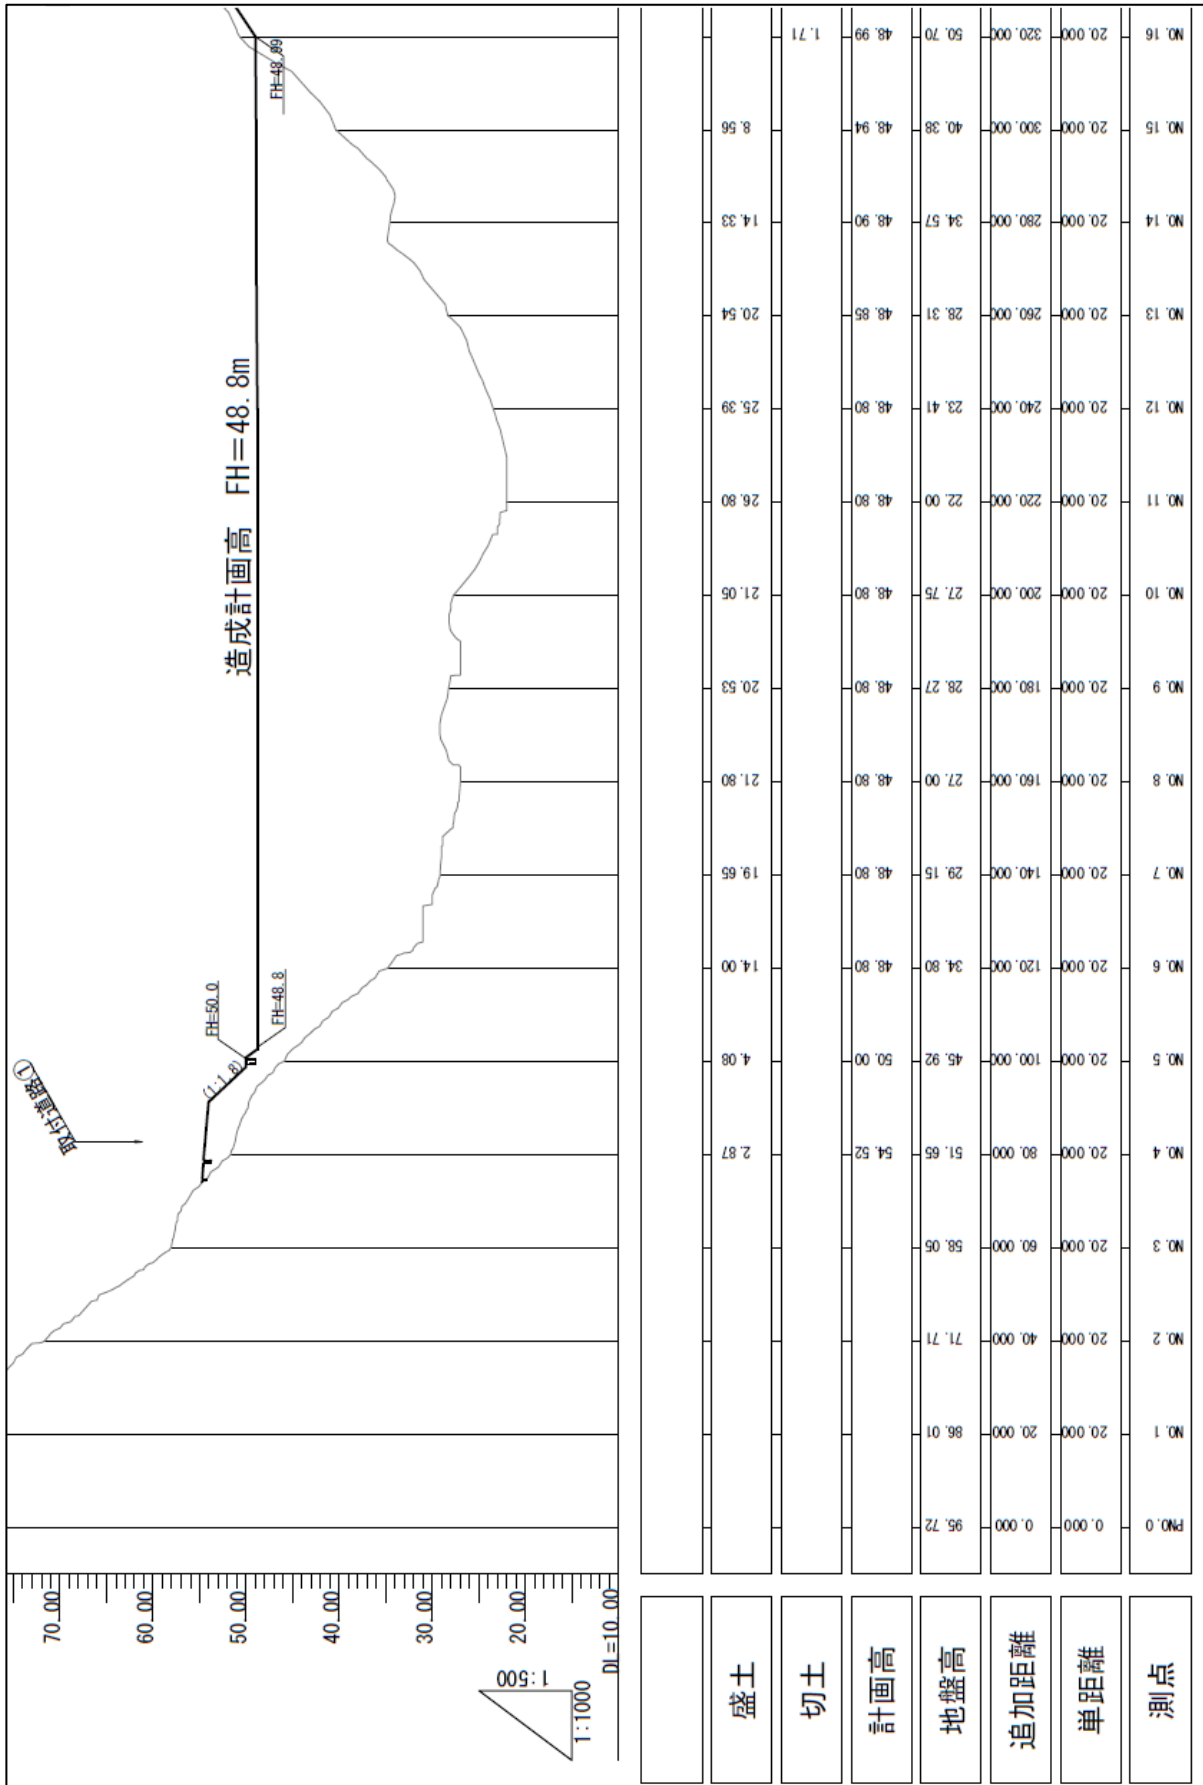 取付道路①
造成計画高 FH=48.8m
(1:1.8)
FH=50.0
FH=48.8
FH=48.99
70.00
60.00
50.00
40.00
30.00
20.00
DL=10.00
1:500
1:1000
盛土 2.87 4.08 14.00 19.65 21.80 20.53 21.05 26.80 25.39 20.54 14.33 8.56
切土 1.71
計画高 54.52 50.00 48.80 48.80 48.80 48.80 48.80 48.80 48.80 48.85 48.90 48.94 48.99
地盤高 95.72 86.01 71.71 58.05 51.65 45.92 34.80 29.15 27.00 28.27 27.75 22.00 23.41 28.31 34.57 40.38 50.70
追加距離 0.000 20.000 40.000 60.000 80.000 100.000 120.000 140.000 160.000 180.000 200.000 220.000 240.000 260.000 280.000 300.000 320.000
単距離 0.000 20.000 20.000 20.000 20.000 20.000 20.000 20.000 20.000 20.000 20.000 20.000 20.000 20.000 20.000 20.000 20.000
測点 PNO.0 NO.1 NO.2 NO.3 NO.4 NO.5 NO.6 NO.7 NO.8 NO.9 NO.10 NO.11 NO.12 NO.13 NO.14 NO.15 NO.16